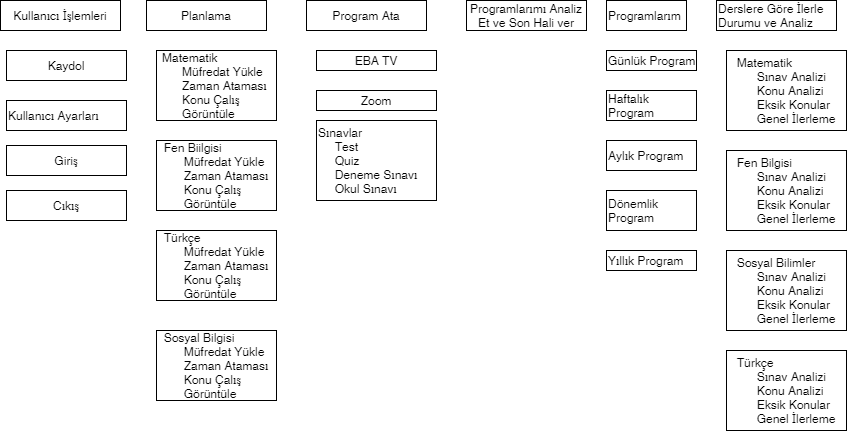 Kullanıcı İşlemleri
Kaydol
Kullanıcı Ayarları
Giriş
Cıkış
Planlama
Matematik
Müfredat Yükle
Zaman Ataması
Konu Çalış
Görüntüle
Fen Biilgisi
Müfredat Yükle
Zaman Ataması
Konu Çalış
Görüntüle
Türkçe
Müfredat Yükle
Zaman Ataması
Konu Çalış
Görüntüle
Sosyal Bilgisi
Müfredat Yükle
Zaman Ataması
Konu Çalış
Görüntüle
Program Ata
EBA TV
Zoom
Sınavlar
Test
Quiz
Deneme Sınavı
Okul Sınavı
Programlarımı Analiz
Et ve Son Hali ver
Programlarım
Günlük Program
Haftalık
Program
Aylık Program
Dönemlik
Program
Yıllık Program
Derslere Göre İlerle
Durumu ve Analiz
Matematik
Sınav Analizi
Konu Analizi
Eksik Konular
Genel İlerleme
Fen Bilgisi
Sınav Analizi
Konu Analizi
Eksik Konular
Genel İlerleme
Sosyal Bilimler
Sınav Analizi
Konu Analizi
Eksik Konular
Genel İlerleme
Türkçe
Sınav Analizi
Konu Analizi
Eksik Konular
Genel İlerleme